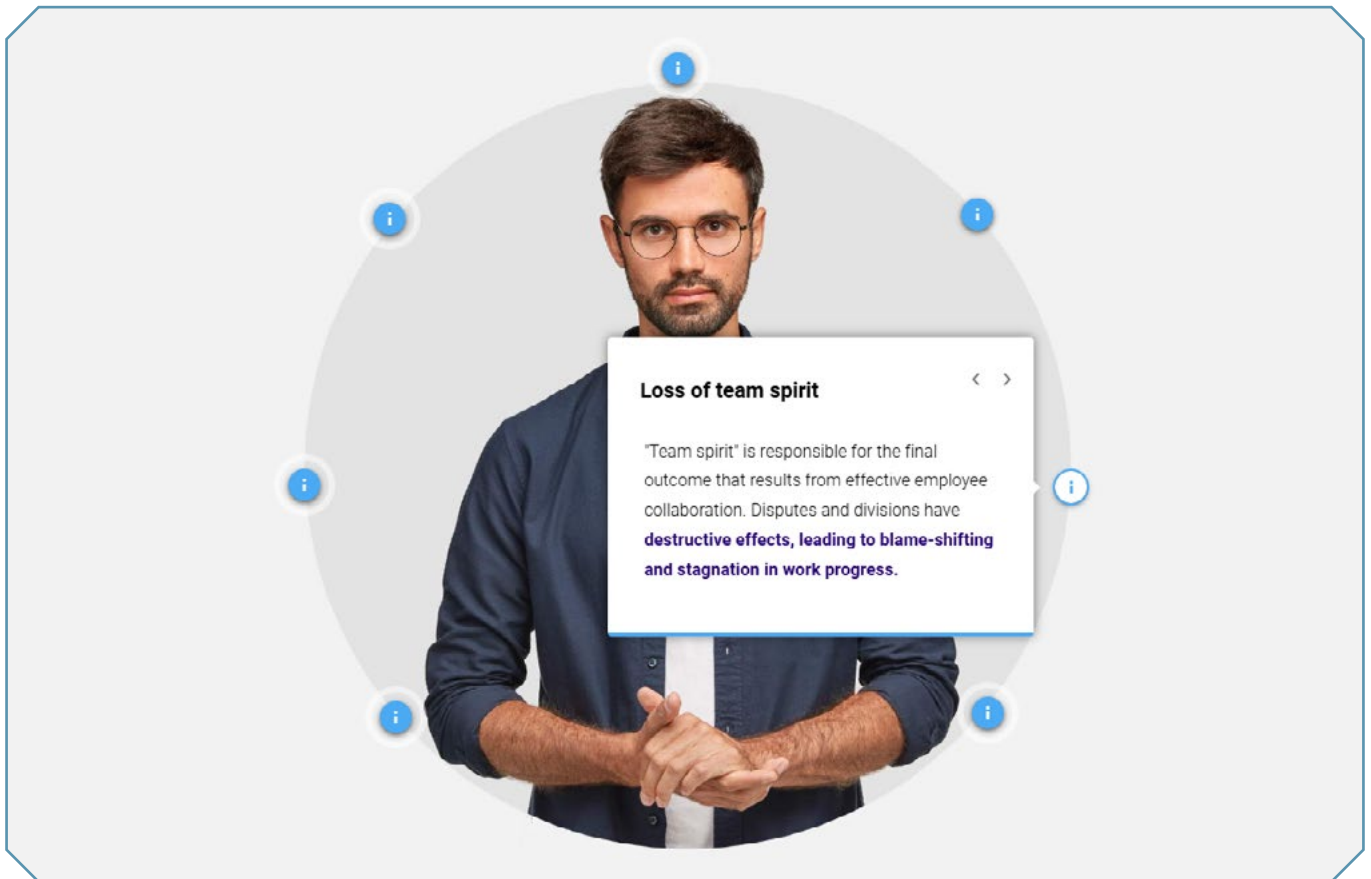 i
i
i
Loss of team spirit
"Team spirit" is responsible for the final
outcome that results from effective employee
collaboration. Disputes and divisions have
destructive effects, leading to blame-shifting
and stagnation in work progress.
i
i
i
i